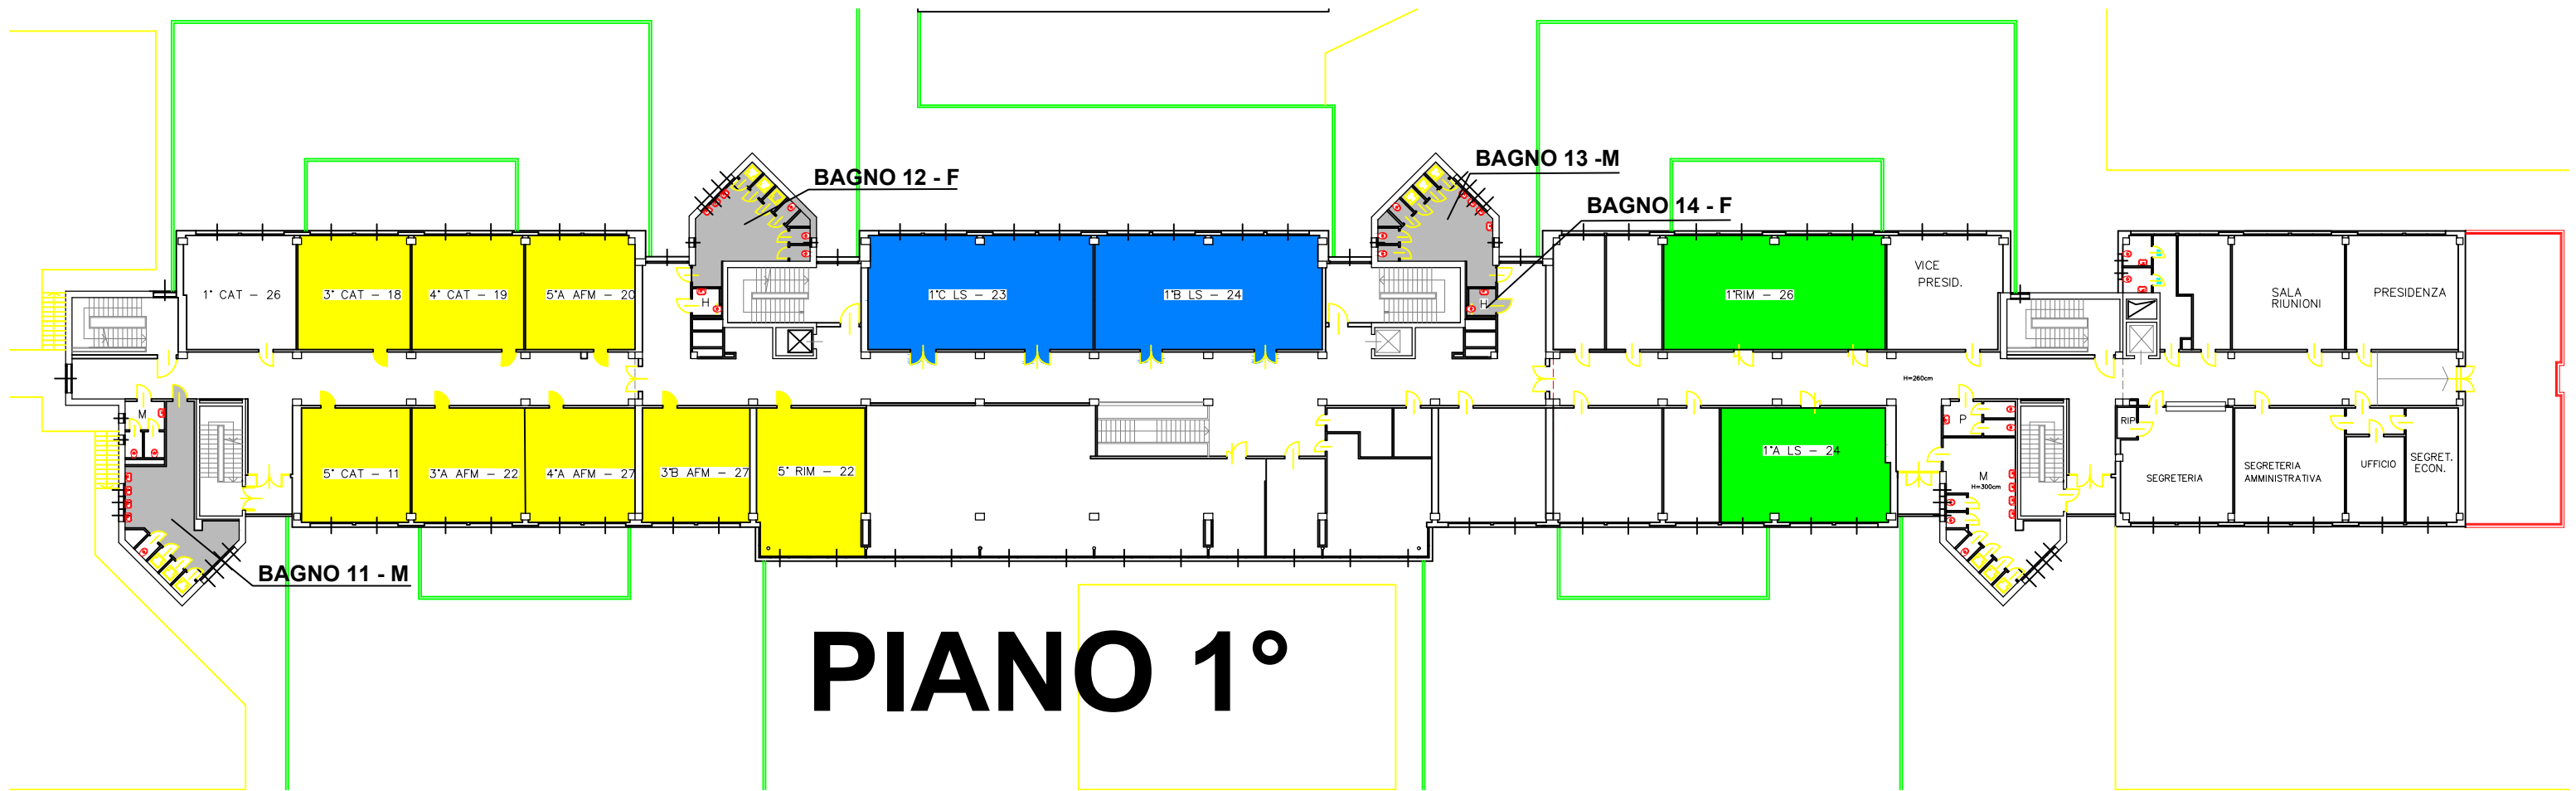 BAGNO 12 - F
BAGNO 13 -M
BAGNO 14 - F
1° CAT - 26
3° CAT - 18
4° CAT - 19
5°A AFM - 20
H
1°C LS - 23
1°B LS - 24
H
1°RIM - 26
VICE
PRESID.
SALA
RIUNIONI
PRESIDENZA
H=260cm
M
5° CAT - 11
3°A AFM - 22
4°A AFM - 27
3°B AFM - 27
5° RIM - 22
1°A LS - 24
P
M
H=300cm
RIP
SEGRETERIA
SEGRETERIA
AMMINISTRATIVA
UFFICIO
SEGRET.
ECON.
BAGNO 11 - M
PIANO 1°